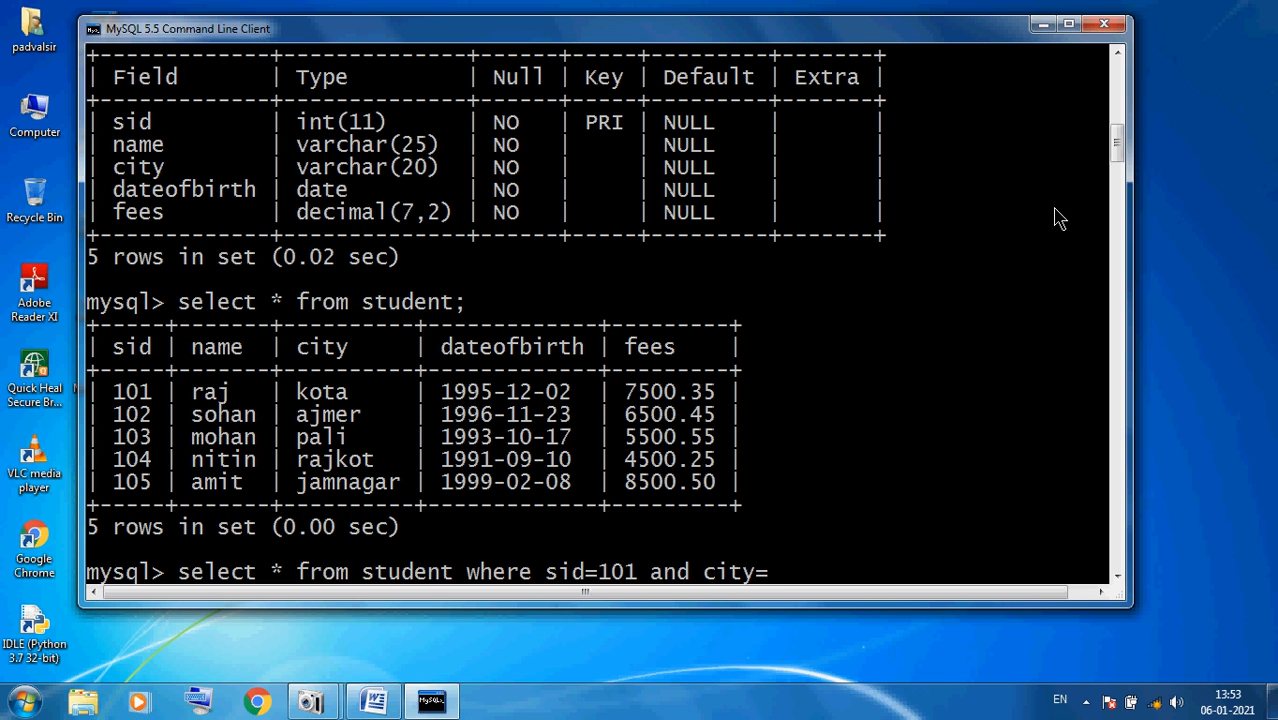 padvalsir
Computer
Recycle Bin
Adobe
Reader XI
Quick Heal
Secure Br...
VLC media
player
Google
Chrome
IDLE (Python
3.7 32-bit)
MySQL 5.5 Command Line Client
+--------------+--------------+------+-----+---------+-------+
| Field | Type | Null | Key | Default | Extra |
+--------------+--------------+------+-----+---------+-------+
| sid | int(11) | NO | PRI | NULL | |
| name | varchar(25) | NO | | NULL | |
| city | varchar(20) | NO | | NULL | |
| dateofbirth | date | NO | | NULL | |
| fees | decimal(7,2) | NO | | NULL | |
+--------------+--------------+------+-----+---------+-------+
5 rows in set (0.02 sec)
mysql> select * from student;
+-----+-------+----------+-------------+---------+
| sid | name | city | dateofbirth | fees |
+-----+-------+----------+-------------+---------+
| 101 | raj | kota | 1995-12-02 | 7500.35 |
| 102 | sohan | ajmer | 1996-11-23 | 6500.45 |
| 103 | mohan | pali | 1993-10-17 | 5500.55 |
| 104 | nitin | rajkot | 1991-09-10 | 4500.25 |
| 105 | amit | jamnagar | 1999-02-08 | 8500.50 |
+-----+-------+----------+-------------+---------+
5 rows in set (0.00 sec)
mysql> select * from student where sid=101 and city=
EN
13:53
06-01-2021